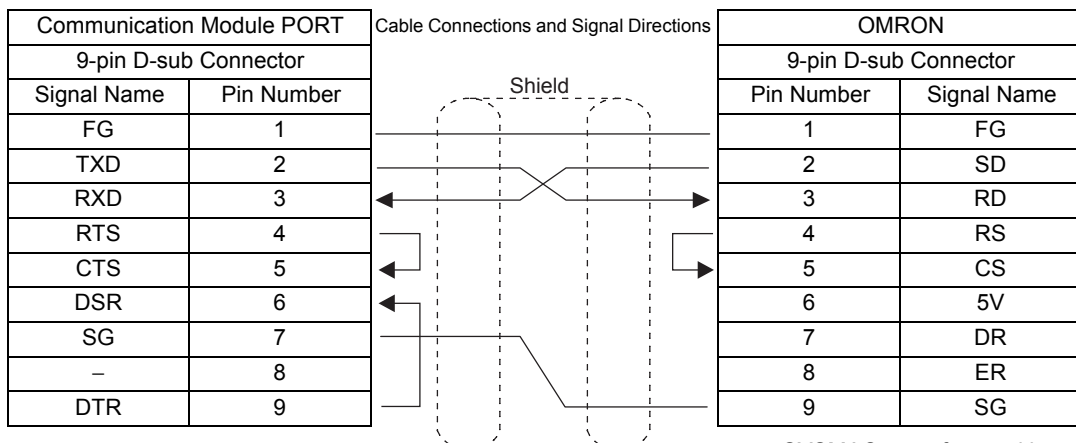 Communication Module PORT Cable Connections and Signal Directions OMRON
9-pin D-sub Connector 9-pin D-sub Connector
Shield
Signal Name Pin Number Pin Number Signal Name
FG 1 1 FG
TXD 2 2 SD
RXD 3 3 RD
RTS 4 4 RS
CTS 5 5 CS
DSR 6 6 5V
SG 7 7 DR
– 8 8 ER
DTR 9 9 SG